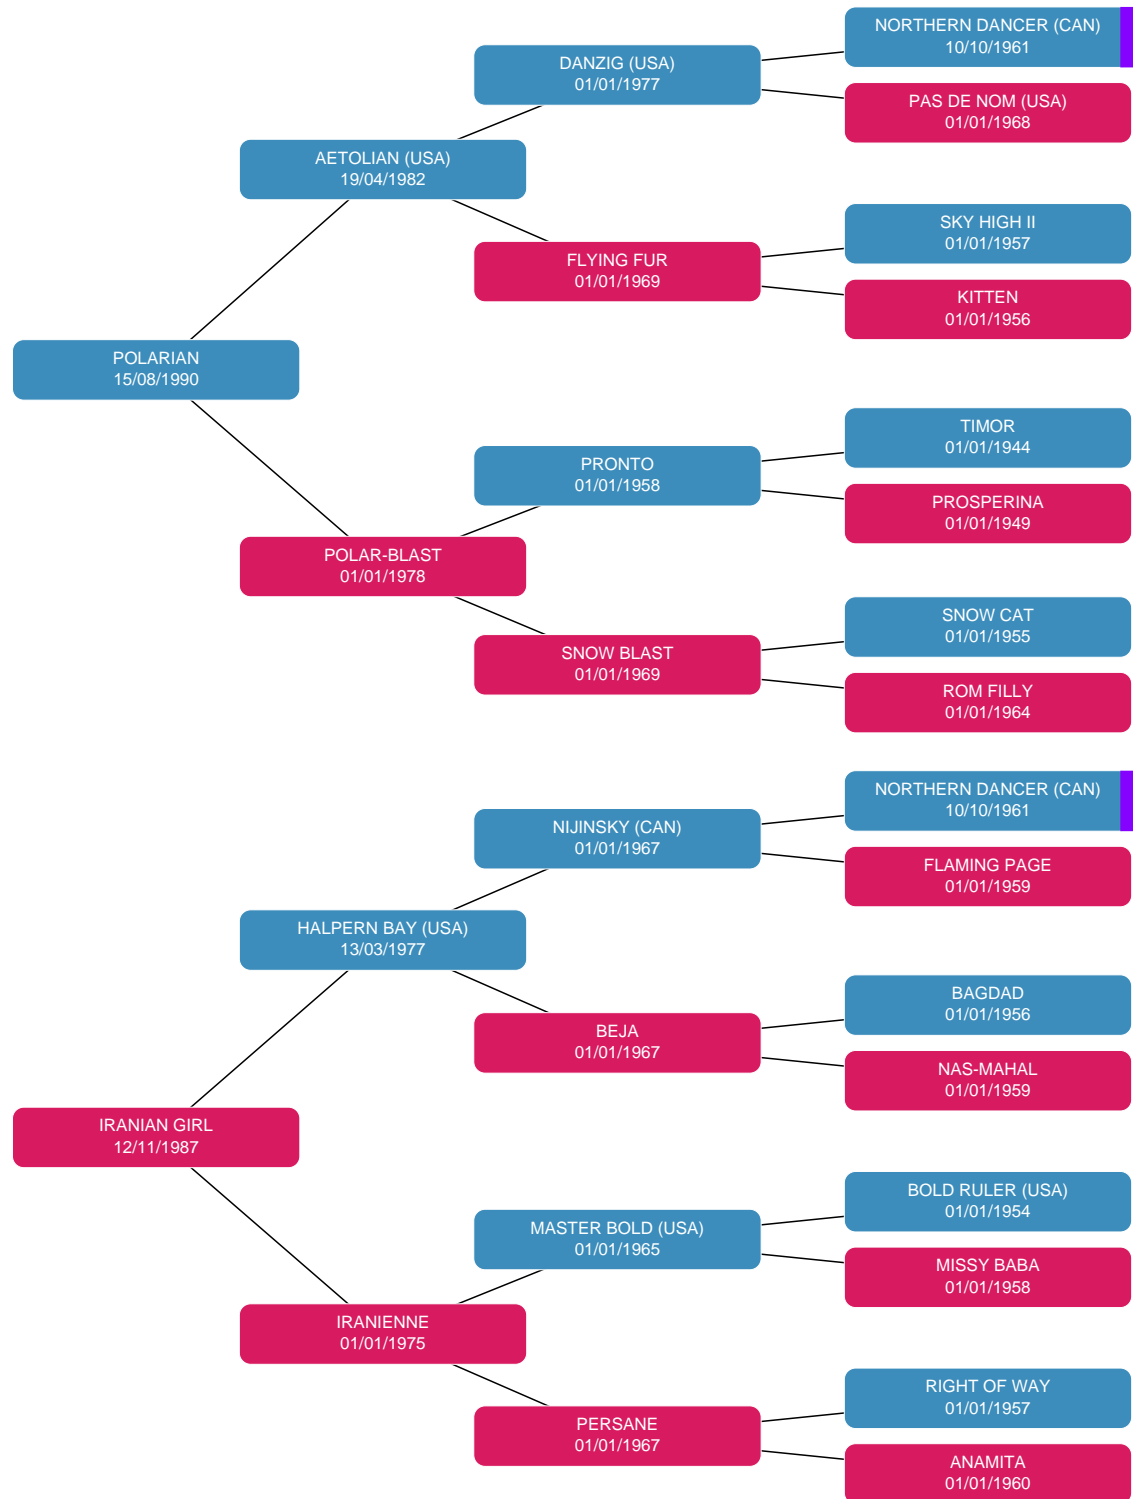 NORTHERN DANCER (CAN)
10/10/1961
DANZIG (USA)
01/01/1977
PAS DE NOM (USA)
01/01/1968
AETOLIAN (USA)
19/04/1982
SKY HIGH II
01/01/1957
FLYING FUR
01/01/1969
KITTEN
01/01/1956
POLARIAN
15/08/1990
TIMOR
01/01/1944
PRONTO
01/01/1958
PROSPERINA
01/01/1949
POLAR-BLAST
01/01/1978
SNOW CAT
01/01/1955
SNOW BLAST
01/01/1969
ROM FILLY
01/01/1964
NORTHERN DANCER (CAN)
10/10/1961
NIJINSKY (CAN)
01/01/1967
FLAMING PAGE
01/01/1959
HALPERN BAY (USA)
13/03/1977
BAGDAD
01/01/1956
BEJA
01/01/1967
NAS-MAHAL
01/01/1959
IRANIAN GIRL
12/11/1987
BOLD RULER (USA)
01/01/1954
MASTER BOLD (USA)
01/01/1965
MISSY BABA
01/01/1958
IRANIENNE
01/01/1975
RIGHT OF WAY
01/01/1957
PERSANE
01/01/1967
ANAMITA
01/01/1960